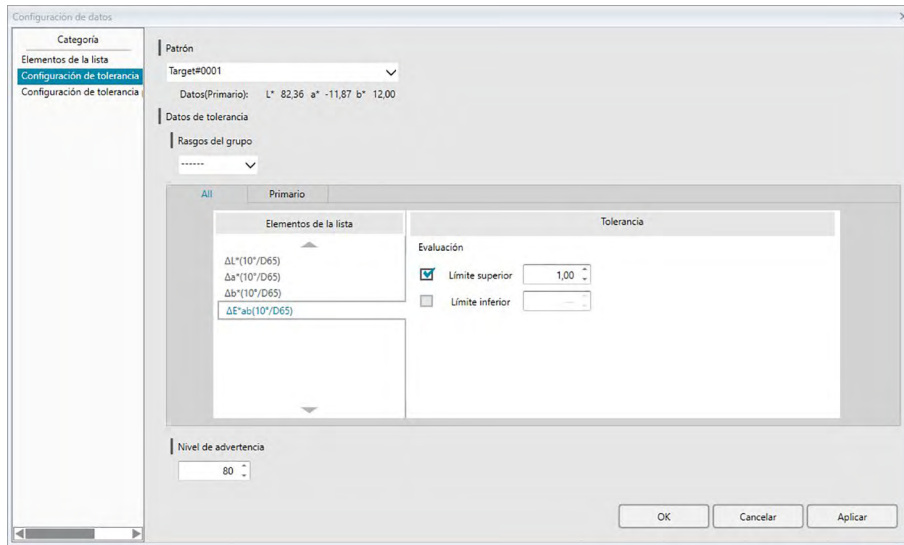 Configuración de datos
Categoría
Elementos de la lista
Configuración de tolerancia
Configuración de tolerancia
Patrón
Target#0001
Datos(Primario): L* 82,36 a* -11,87 b* 12,00
Datos de tolerancia
Rasgos del grupo
------
All Primario
Elementos de la lista
ΔL*(10°/D65)
Δa*(10°/D65)
Δb*(10°/D65)
ΔE*ab(10°/D65)
Tolerancia
Evaluación
Límite superior 1,00
Límite inferior ---
Nivel de advertencia
80
OK Cancelar Aplicar